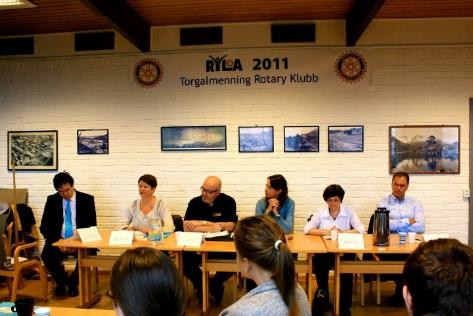 RYLA 2011
Torgalmenning Rotary Klubb